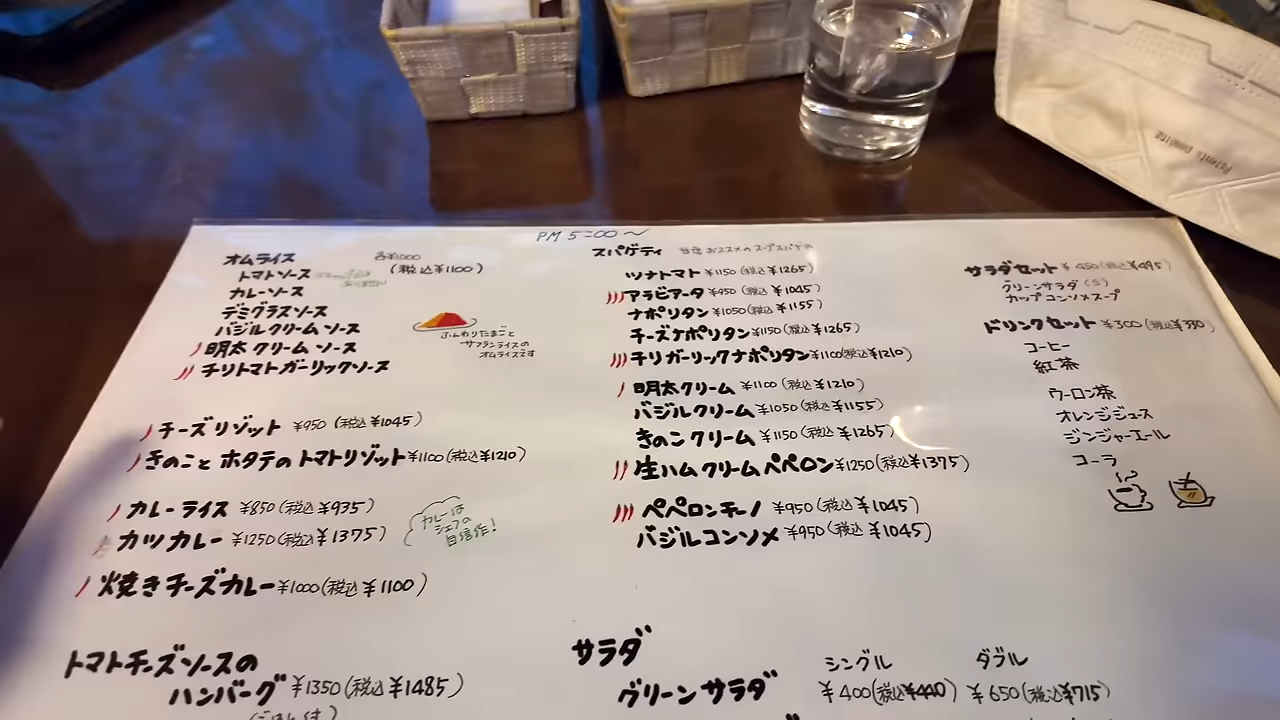 PM 5:00〜
オムライス 各¥1000
(税込¥1100)
トマトソース
カレーソース
デミグラスソース
バジルクリームソース
明太クリームソース
チリトマトガーリックソース
ふんわりたまごと
サフランライスの
オムライスです
チーズリゾット ¥950 (税込¥1045)
きのことホタテのトマトリゾット ¥1100(税込¥1210)
カレーライス ¥850(税込¥935)
カツカレー ¥1250(税込¥1375)
焼きチーズカレー ¥1000(税込¥1100)
カレーは
シェフの
自信作!
トマトチーズソースの
ハンバーグ ¥1350(税込¥1485)
スパゲティ 当店おススメのスープスパゲティ
ツナトマト ¥1150(税込¥1265)
アラビアータ ¥950(税込¥1045)
ナポリタン ¥1050(税込¥1155)
チーズナポリタン ¥1150(税込¥1265)
チリガーリックナポリタン ¥1100(税込¥1210)
明太クリーム ¥1100(税込¥1210)
バジルクリーム ¥1050(税込¥1155)
きのこクリーム ¥1150(税込¥1265)
生ハムクリームペペロン ¥1250(税込¥1375)
ペペロンチーノ ¥950(税込¥1045)
バジルコンソメ ¥950(税込¥1045)
サラダ
シングル ダブル
グリーンサラダ ¥400(税込¥440) ¥650(税込¥715)
サラダセット ¥450(税込¥495)
グリーンサラダ(S)
カップコンソメスープ
ドリンクセット ¥300(税込¥330)
コーヒー
紅茶
ウーロン茶
オレンジジュース
ジンジャーエール
コーラ